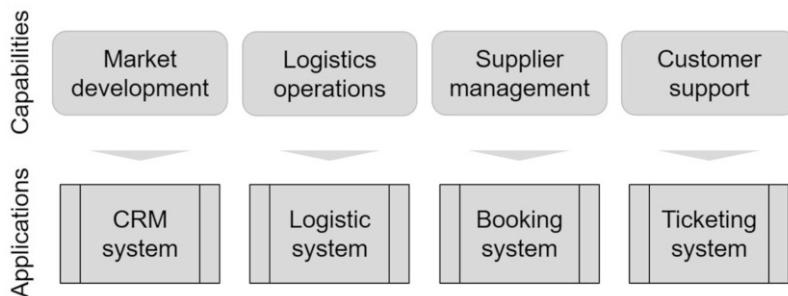 Capabilities
Market
development
Logistics
operations
Supplier
management
Customer
support
Applications
CRM
system
Logistic
system
Booking
system
Ticketing
system